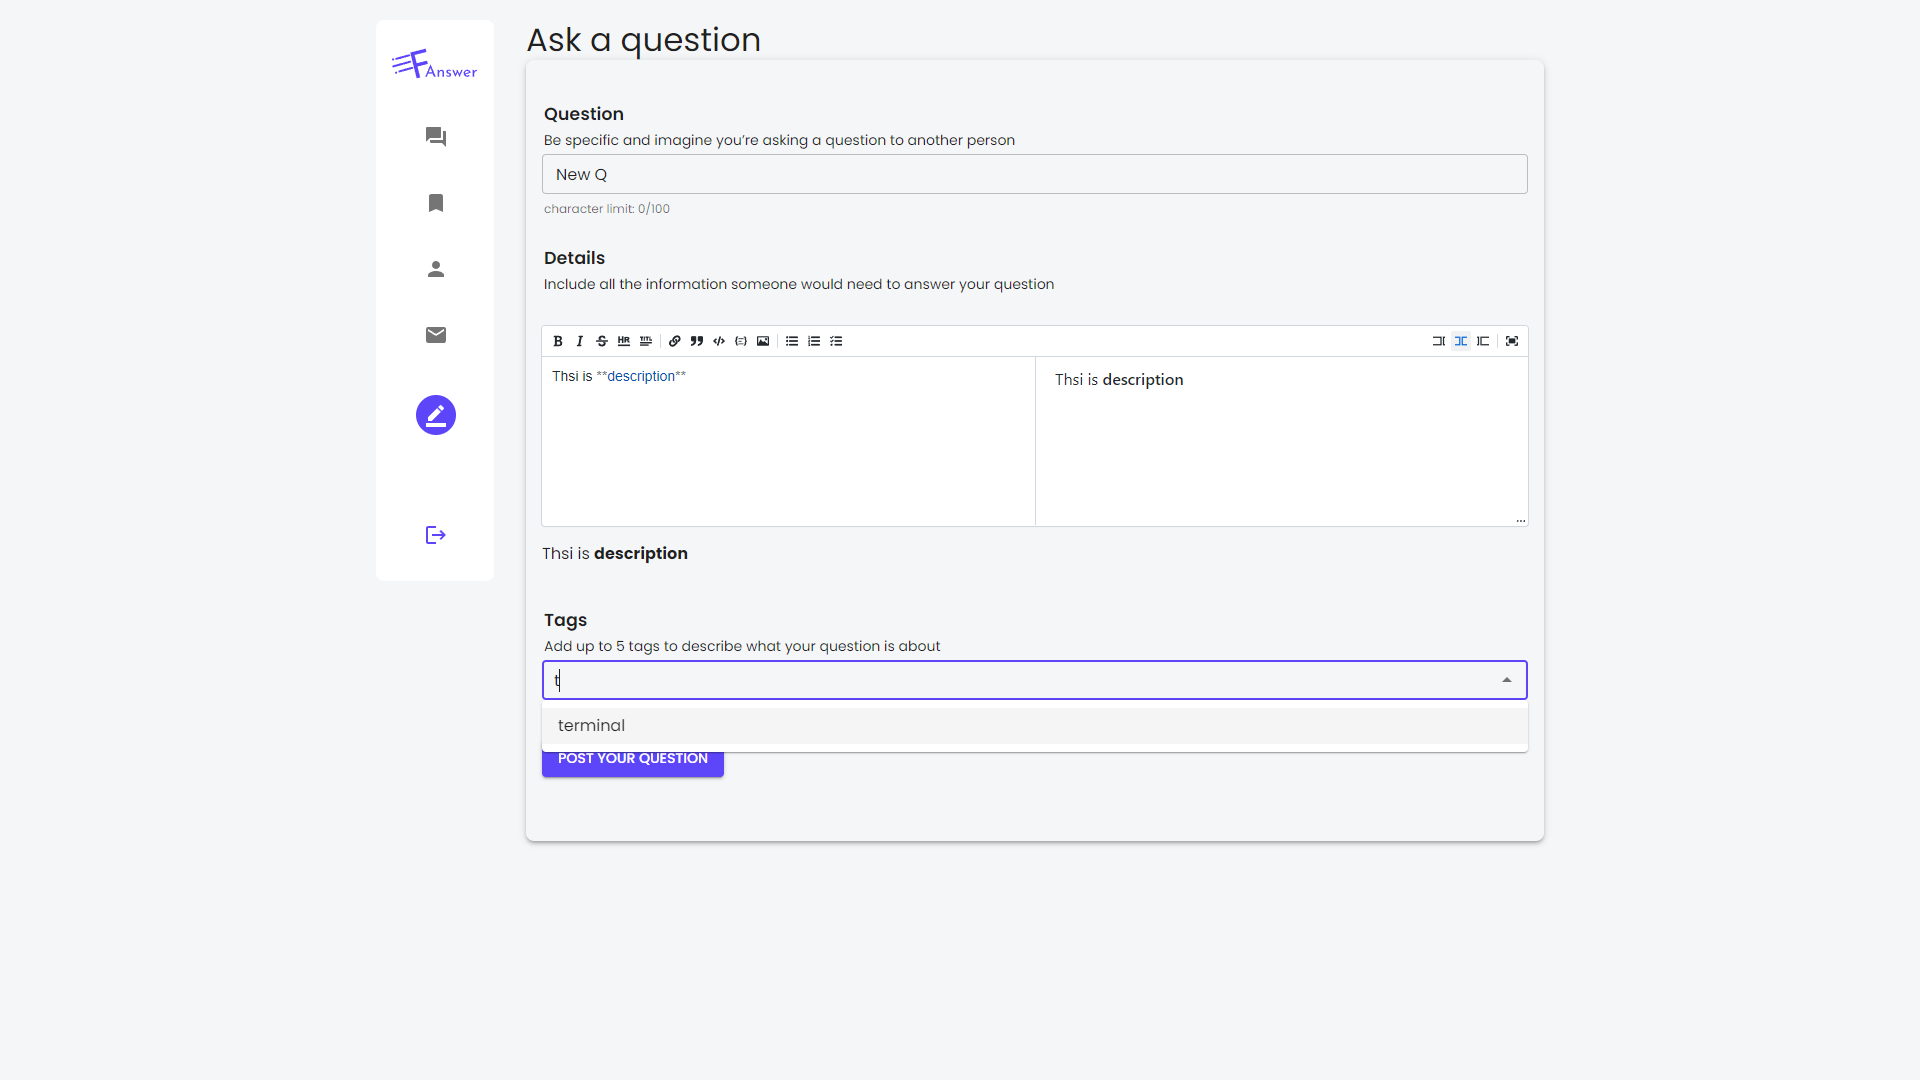 Ask a question
F Answer
Question
Be specific and imagine you’re asking a question to another person
New Q
character limit: 0/100
Details
Include all the information someone would need to answer your question
B I S HR TITL
Thsi is **description**
Thsi is description
Thsi is description
Tags
Add up to 5 tags to describe what your question is about
t
terminal
POST YOUR QUESTION